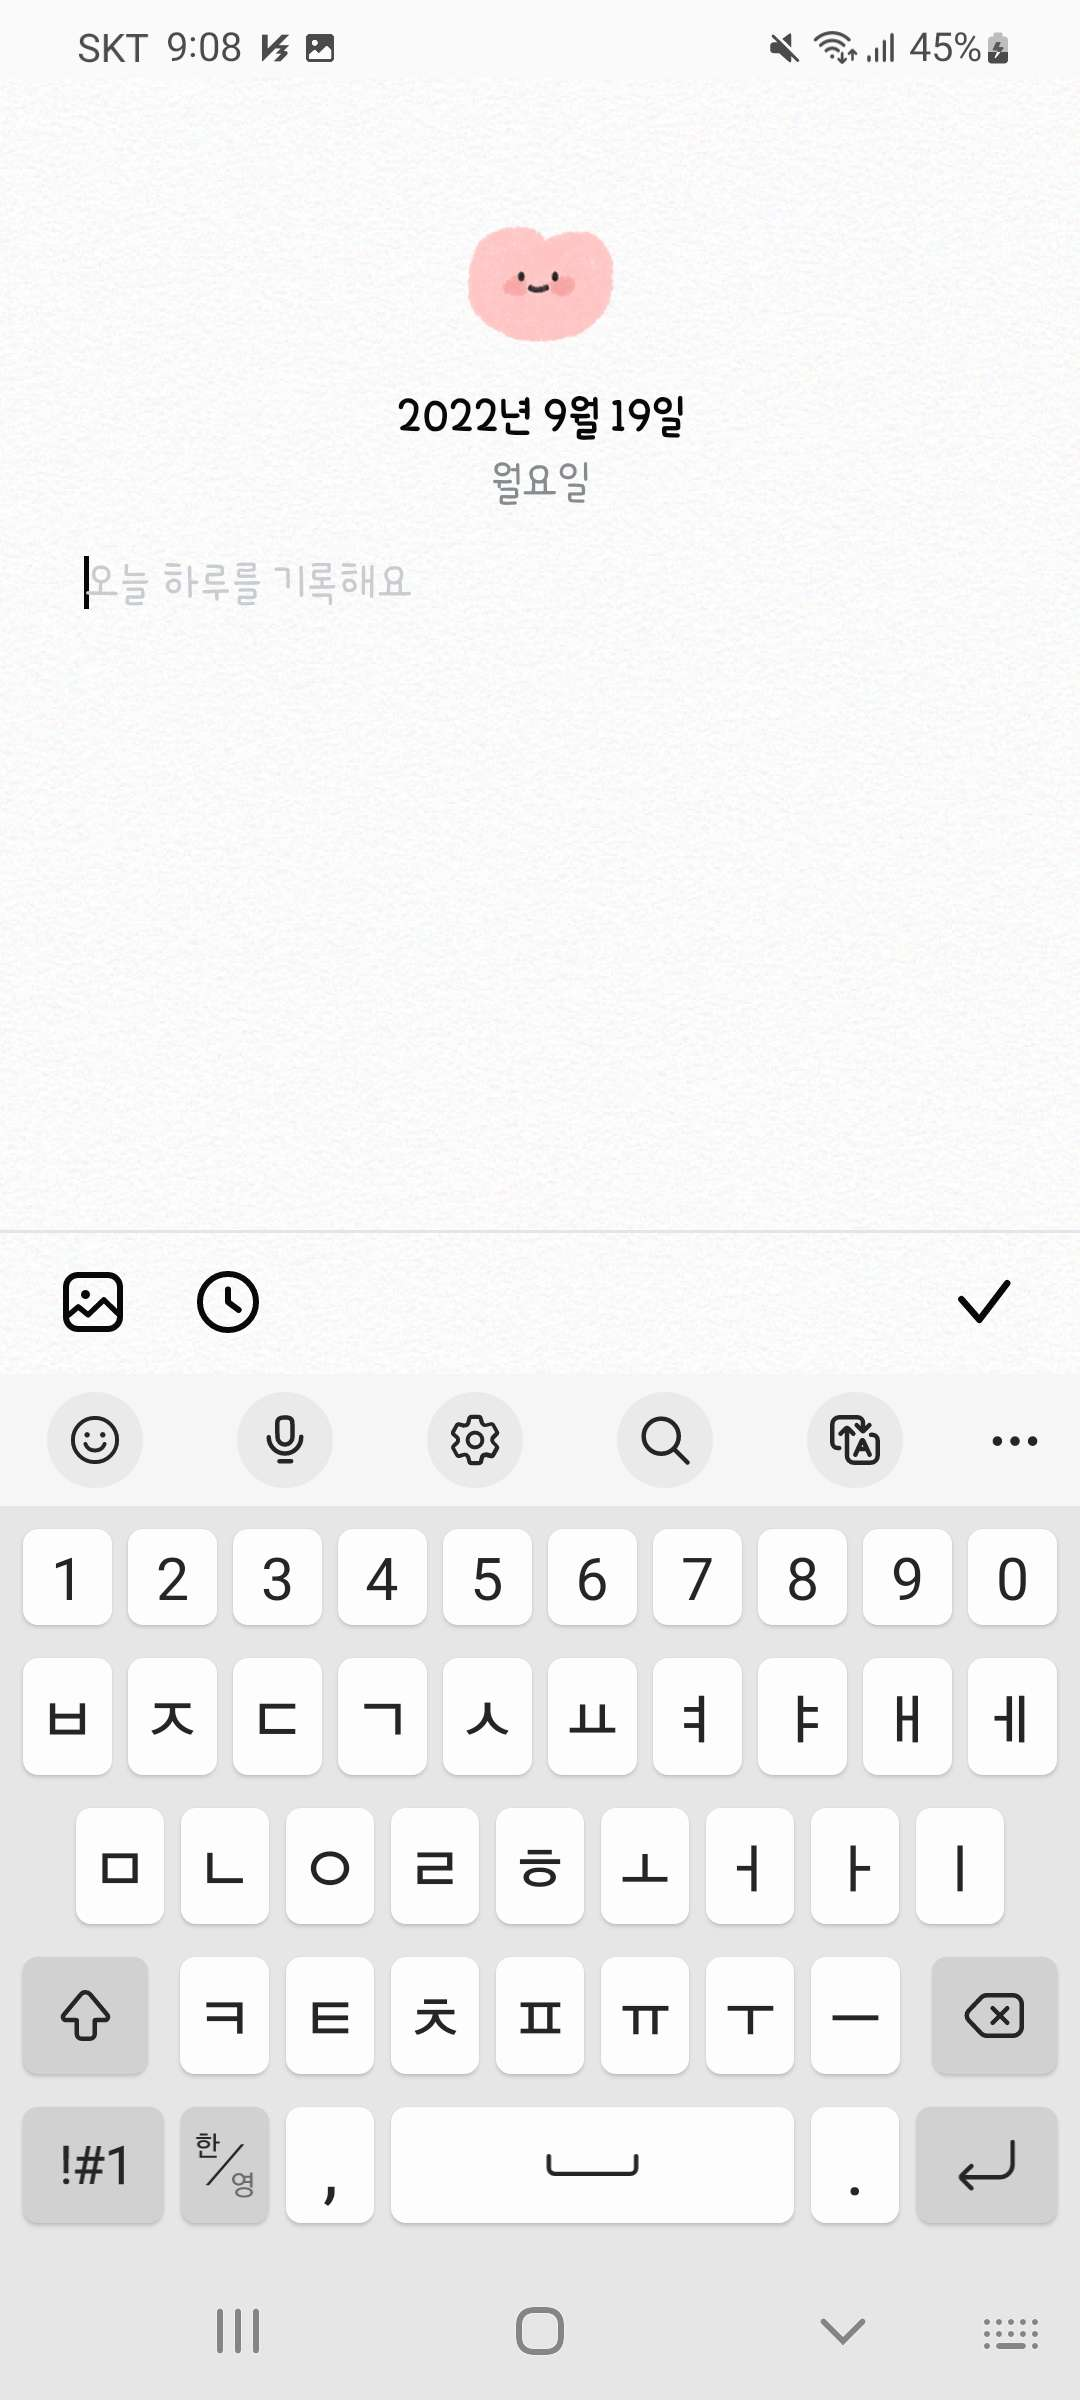 SKT 9:08 45%
2022년 9월 19일
월요일
오늘 하루를 기록해요
1 2 3 4 5 6 7 8 9 0
ㅂ ㅈ ㄷ ㄱ ㅅ ㅛ ㅕ ㅑ ㅐ ㅔ
ㅁ ㄴ ㅇ ㄹ ㅎ ㅗ ㅓ ㅏ ㅣ
ㅋ ㅌ ㅊ ㅍ ㅠ ㅜ ㅡ
!#1 한/영 , .